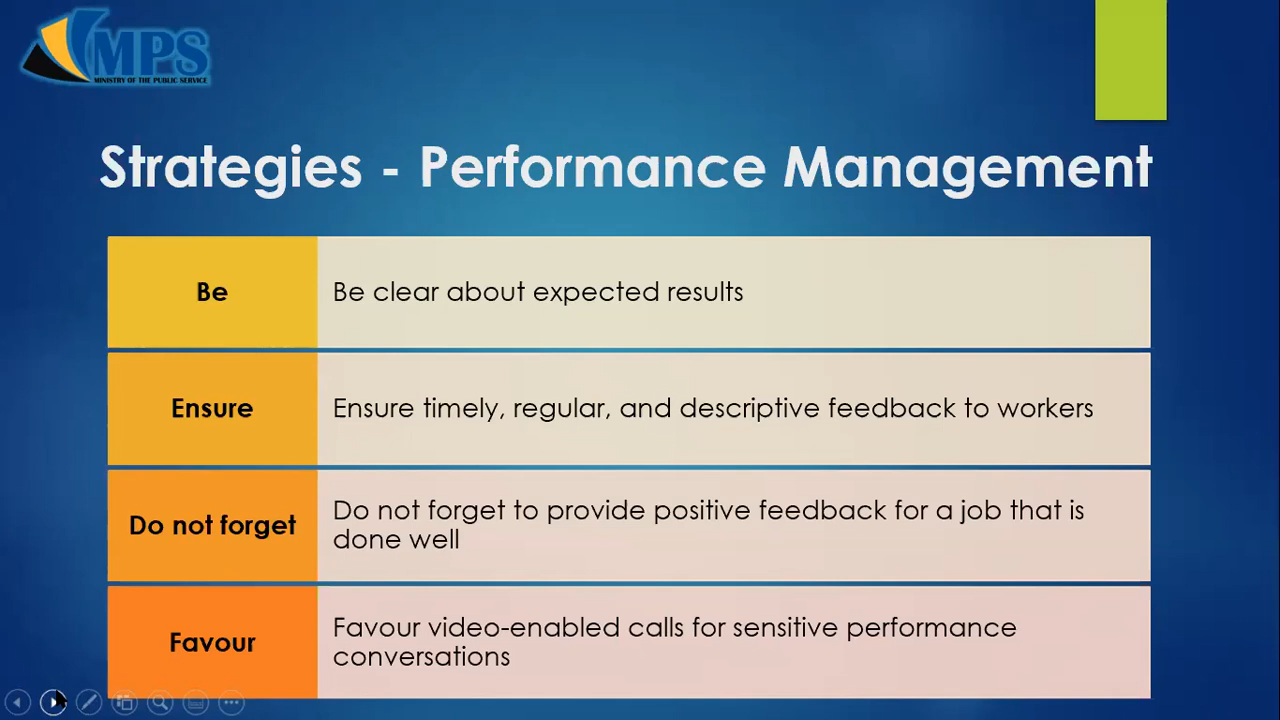 MPS
MINISTRY OF THE PUBLIC SERVICE
Strategies - Performance Management
Be
Be clear about expected results
Ensure
Ensure timely, regular, and descriptive feedback to workers
Do not forget
Do not forget to provide positive feedback for a job that is
done well
Favour
Favour video-enabled calls for sensitive performance
conversations